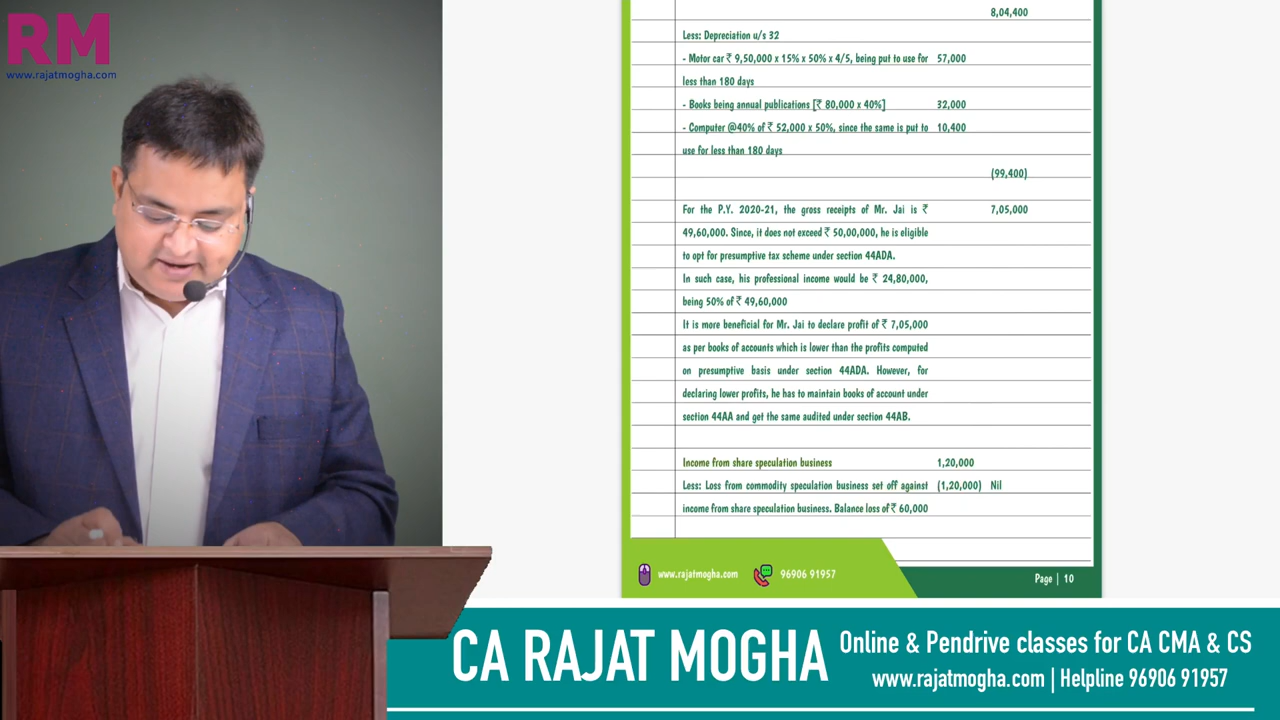 RM
www.rajatmogha.com
8,04,400
Less: Depreciation u/s 32
- Motor car ₹ 9,50,000 x 15% x 50% x 4/5, being put to use for 57,000
less than 180 days
- Books being annual publications [₹ 80,000 x 40%] 32,000
- Computer @40% of ₹ 52,000 x 50%, since the same is put to 10,400
use for less than 180 days
(99,400)
For the P.Y. 2020-21, the gross receipts of Mr. Jai is ₹ 7,05,000
49,60,000. Since, it does not exceed ₹ 50,00,000, he is eligible
to opt for presumptive tax scheme under section 44ADA.
In such case, his professional income would be ₹ 24,80,000,
being 50% of ₹ 49,60,000
It is more beneficial for Mr. Jai to declare profit of ₹ 7,05,000
as per books of accounts which is lower than the profits computed
on presumptive basis under section 44ADA. However, for
declaring lower profits, he has to maintain books of account under
section 44AA and get the same audited under section 44AB.
Income from share speculation business 1,20,000
Less: Loss from commodity speculation business set off against (1,20,000) Nil
income from share speculation business. Balance loss of ₹ 60,000
www.rajatmogha.com 96906 91957
Page | 10
CA RAJAT MOGHA
Online & Pendrive classes for CA CMA & CS
www.rajatmogha.com | Helpline 96906 91957